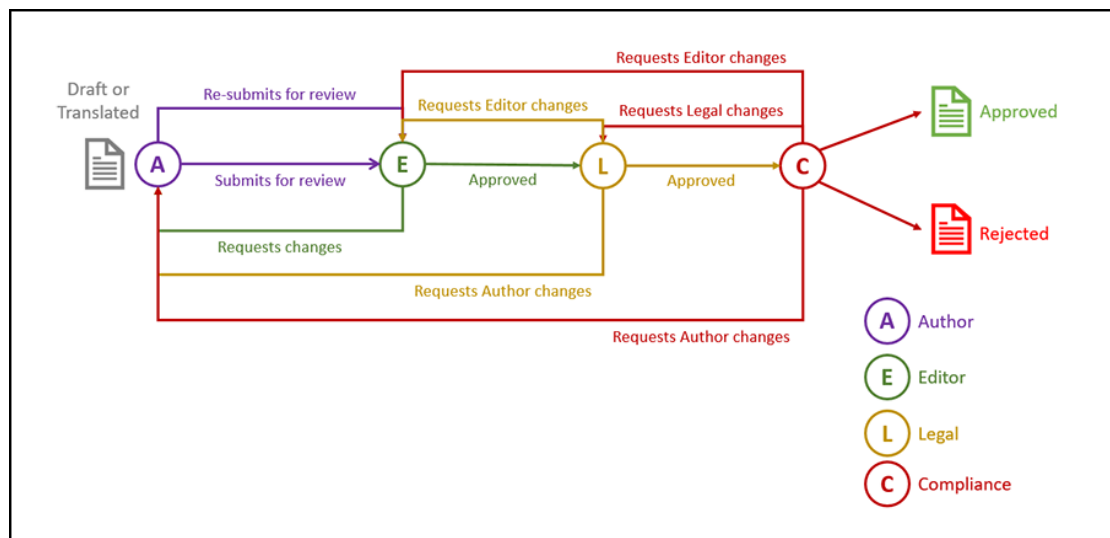 Requests Editor changes
Draft or
Translated
Re-submits for review
Requests Editor changes
Requests Legal changes
Approved
A
E
L
C
Submits for review
Approved
Approved
Requests changes
Rejected
Requests Author changes
Requests Author changes
A Author
E Editor
L Legal
C Compliance